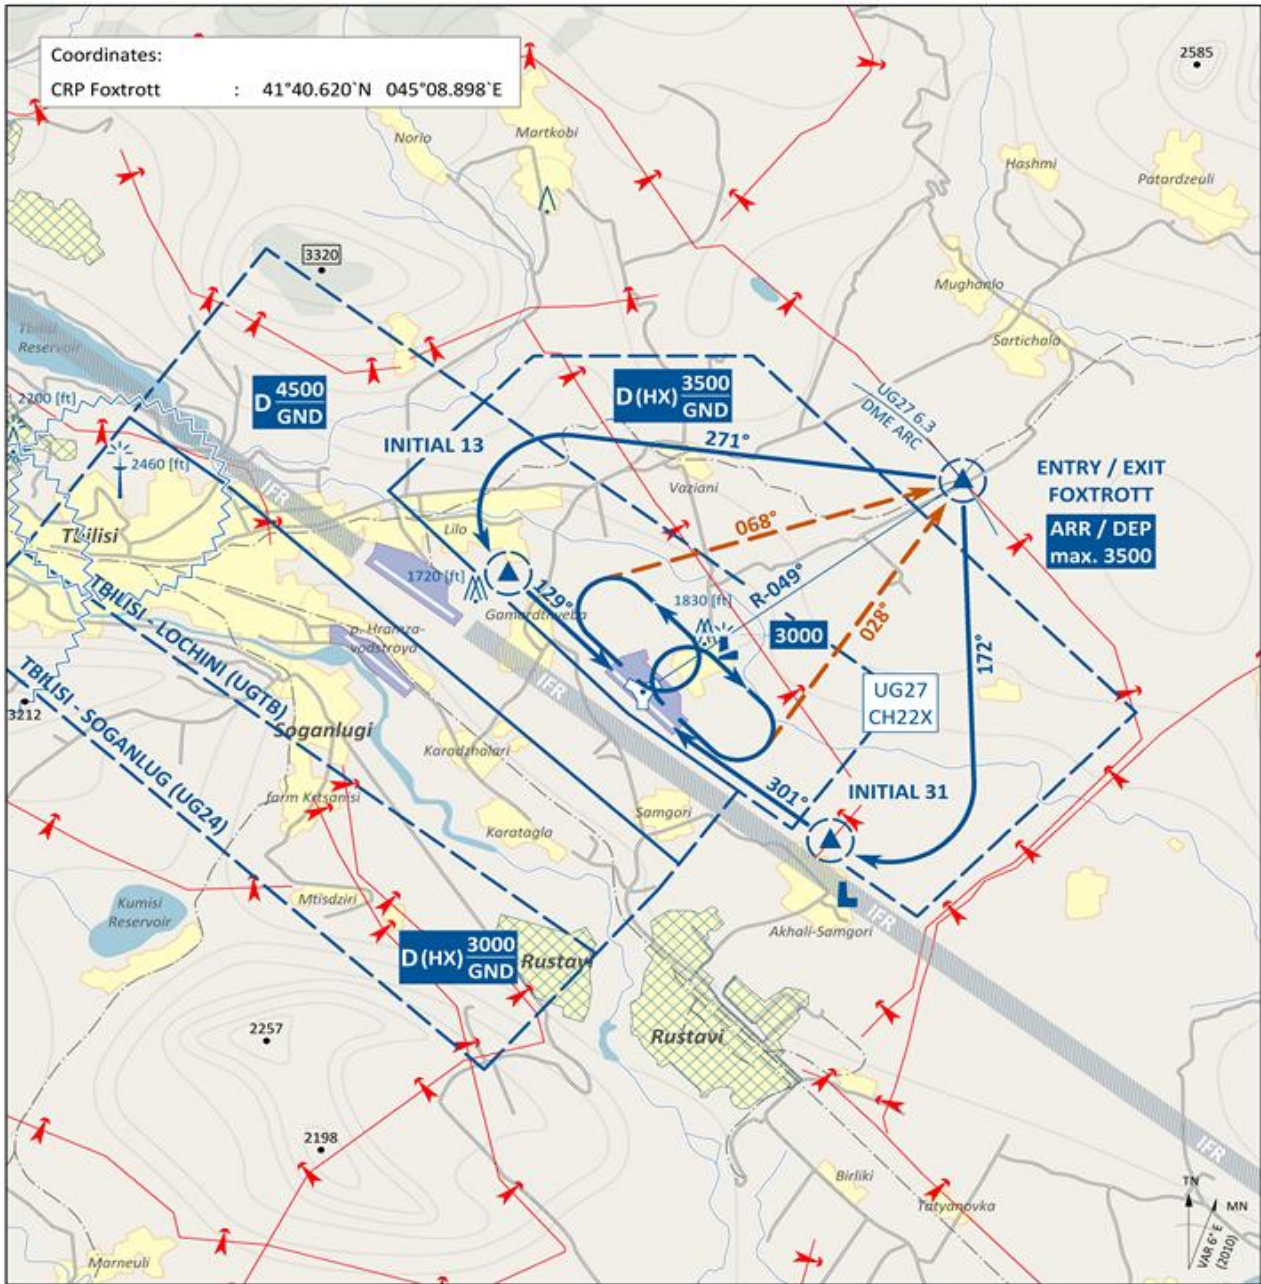 Coordinates:
CRP Foxtrott : 41°40.620`N 045°08.898`E
2585
Norio
Martkobi
Hashmi
Patardzeuli
3320
Mughanlo
Sartichala
Tbilisi
Reservoir
2200 [ft]
D 4500
GND
D (HX) 3500
GND
UG27 6.3
DME ARC
INITIAL 13
271°
ENTRY / EXIT
FOXTROTT
ARR / DEP
max. 3500
2460 [ft]
IFR
Vaziani
068°
Lilo
Tbilisi
1720 [ft]
129°
Gamardthveba
1830 [ft]
R-049°
3000
028°
172°
TBILISI - LOCHINI (UGTB)
p. Hramza-
vodstroya
IFR
UG27
CH22X
TBILISI - SOGANLUG (UG24)
3212
Soganlugi
Karadzhalari
301°
INITIAL 31
farm Krtsanisi
Samgori
Karatagla
Kumisi
Reservoir
Mtisdziri
IFR
Akhali-Samgori
D (HX) 3000
GND
Rustavi
Rustavi
2257
2198
IFR
Birliki
Tatyanovka
TN
MN
VAR 6° E
(2010)
Marneuli